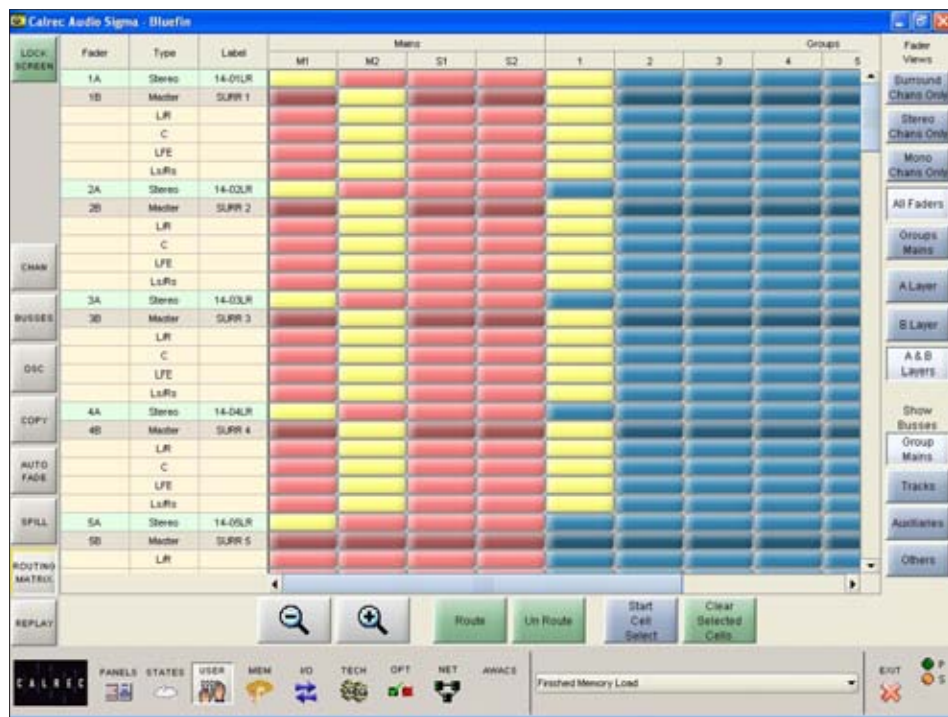 Calrec Audio Sigma - Bluefin
LOCK SCREEN
Fader Type Label
Mains
Groups
M1 M2 S1 S2 1 2 3 4 5
Fader Views
1A Stereo 14-01LR
1B Master SURR 1
L/R
C
LFE
Ls/Rs
2A Stereo 14-02LR
2B Master SURR 2
L/R
C
LFE
Ls/Rs
3A Stereo 14-03LR
3B Master SURR 3
L/R
C
LFE
Ls/Rs
4A Stereo 14-04LR
4B Master SURR 4
L/R
C
LFE
Ls/Rs
5A Stereo 14-05LR
5B Master SURR 5
L/R
CHAN
BUSSES
OSC
COPY
AUTO FADE
SPILL
ROUTING MATRIX
REPLAY
Surround Chans Only
Stereo Chans Only
Mono Chans Only
All Faders
Groups Mains
A Layer
B Layer
A & B Layers
Show Busses
Group Mains
Tracks
Auxiliaries
Others
Route
Un Route
Start Cell Select
Clear Selected Cells
CALREC
PANELS STATES USER MEM I/O TECH OPT NET AWACS
Finished Memory Load
EXIT
P
S